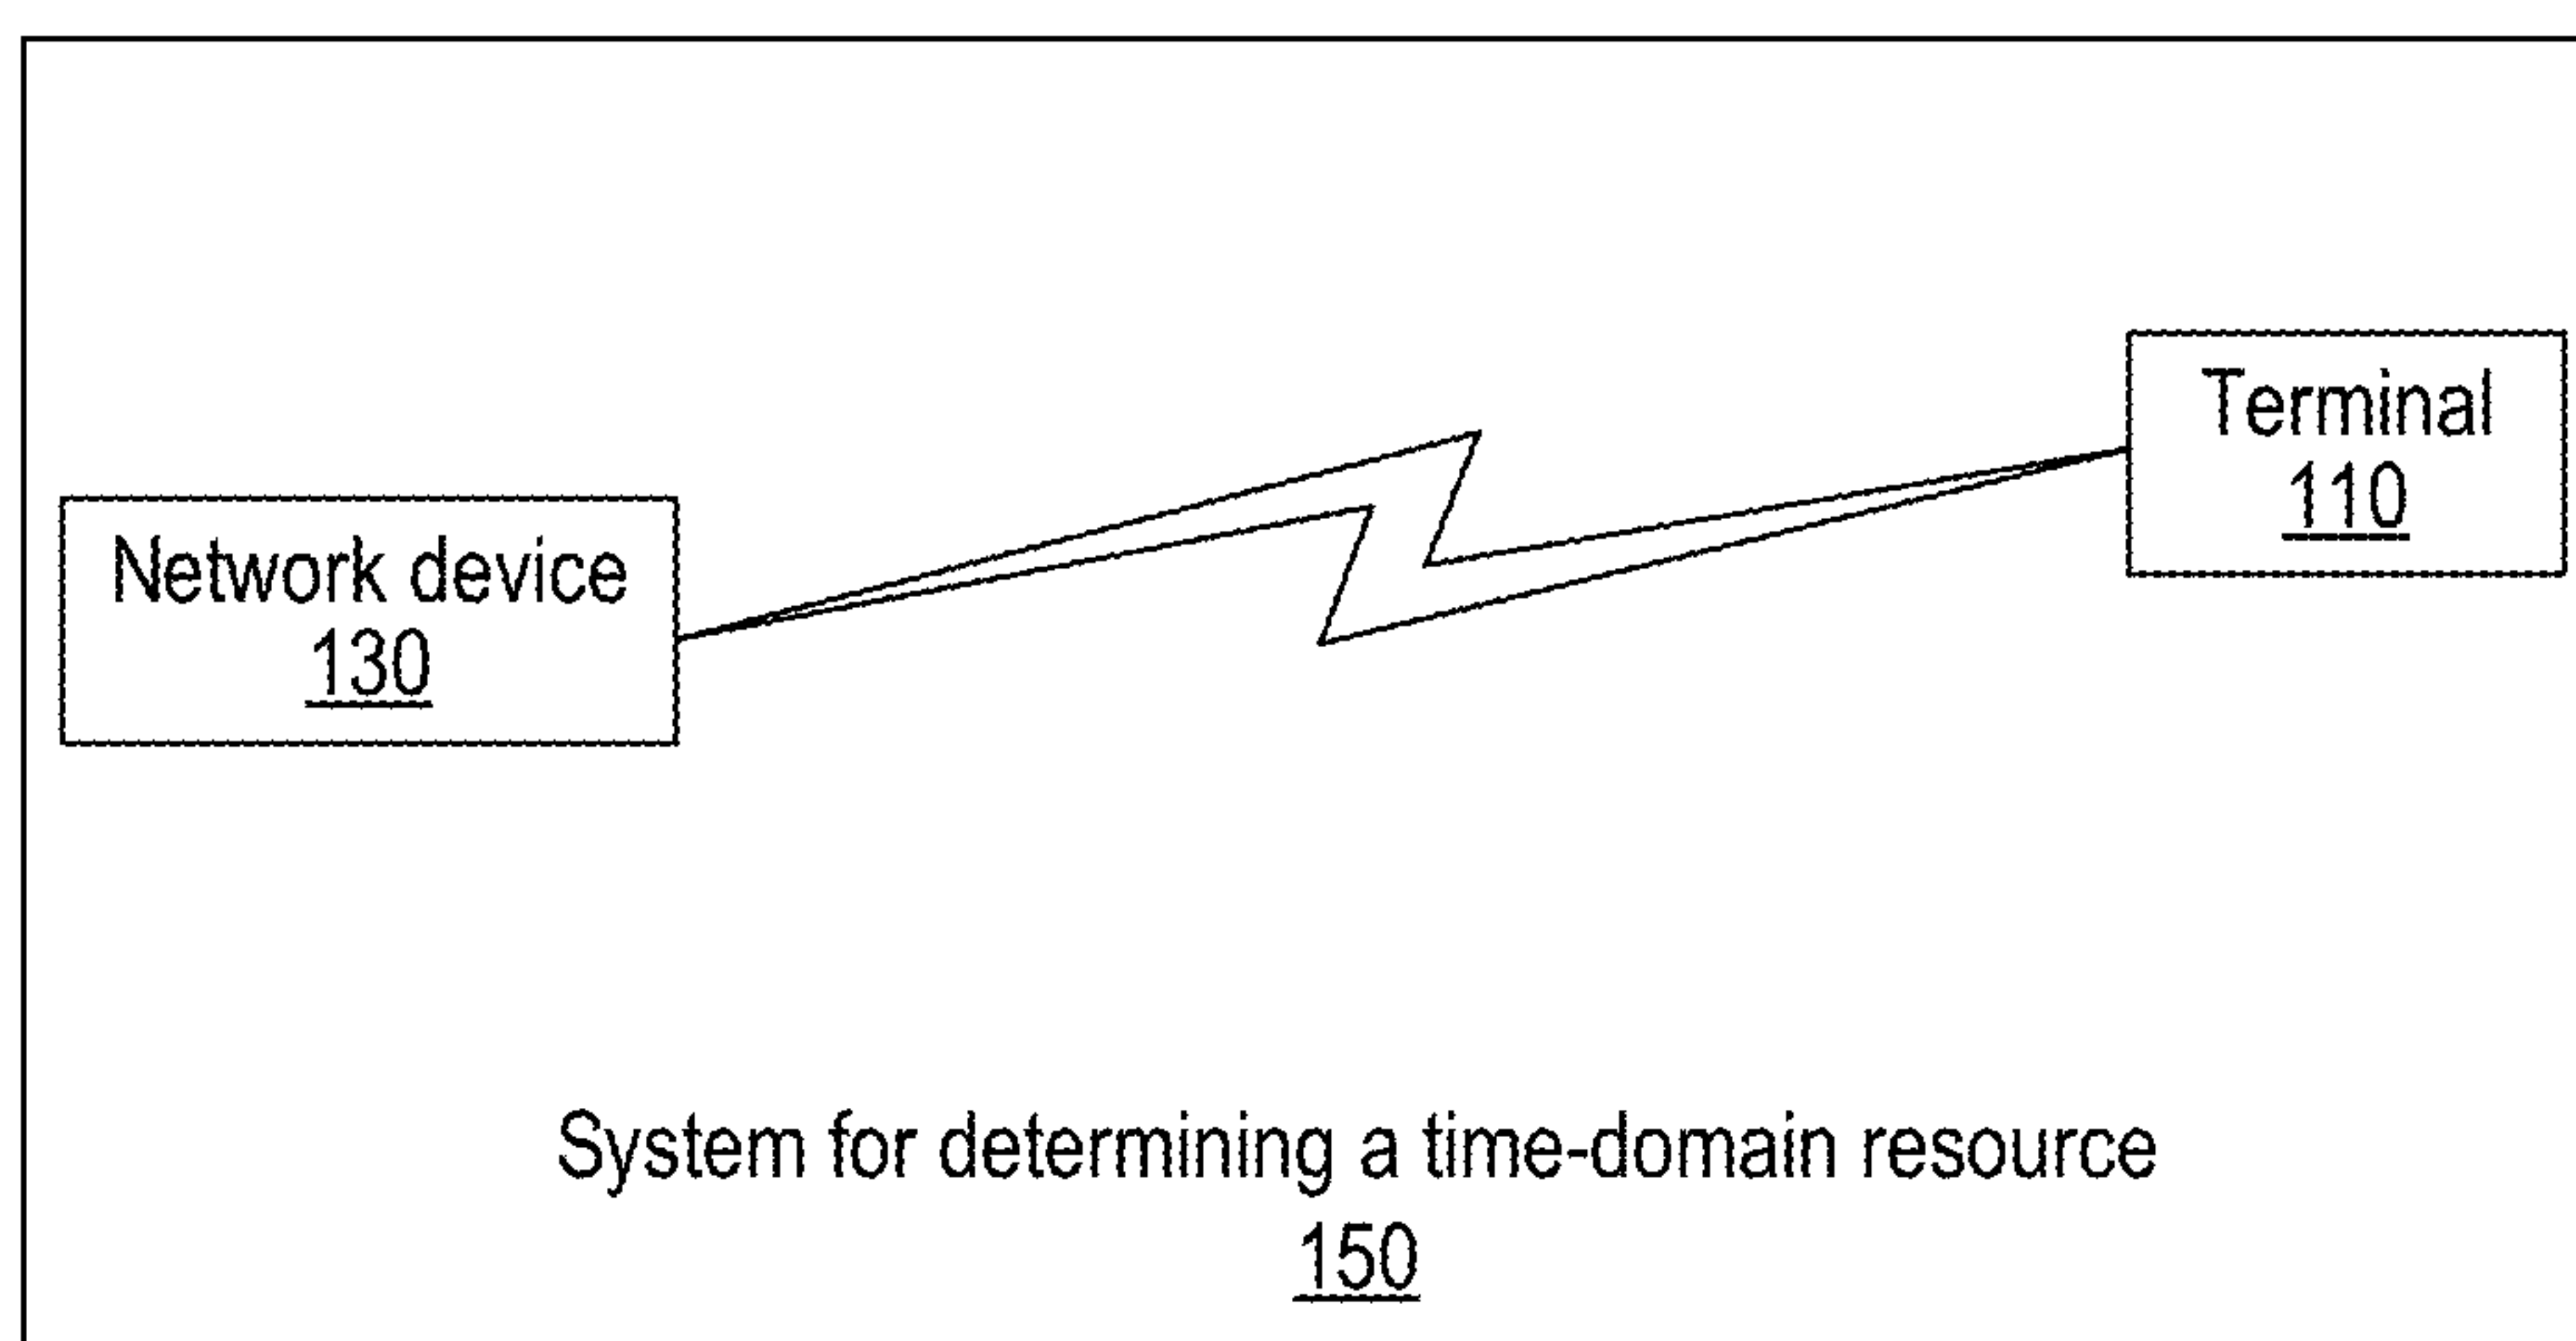 Terminal
110
Network device
130
System for determining a time-domain resource
150